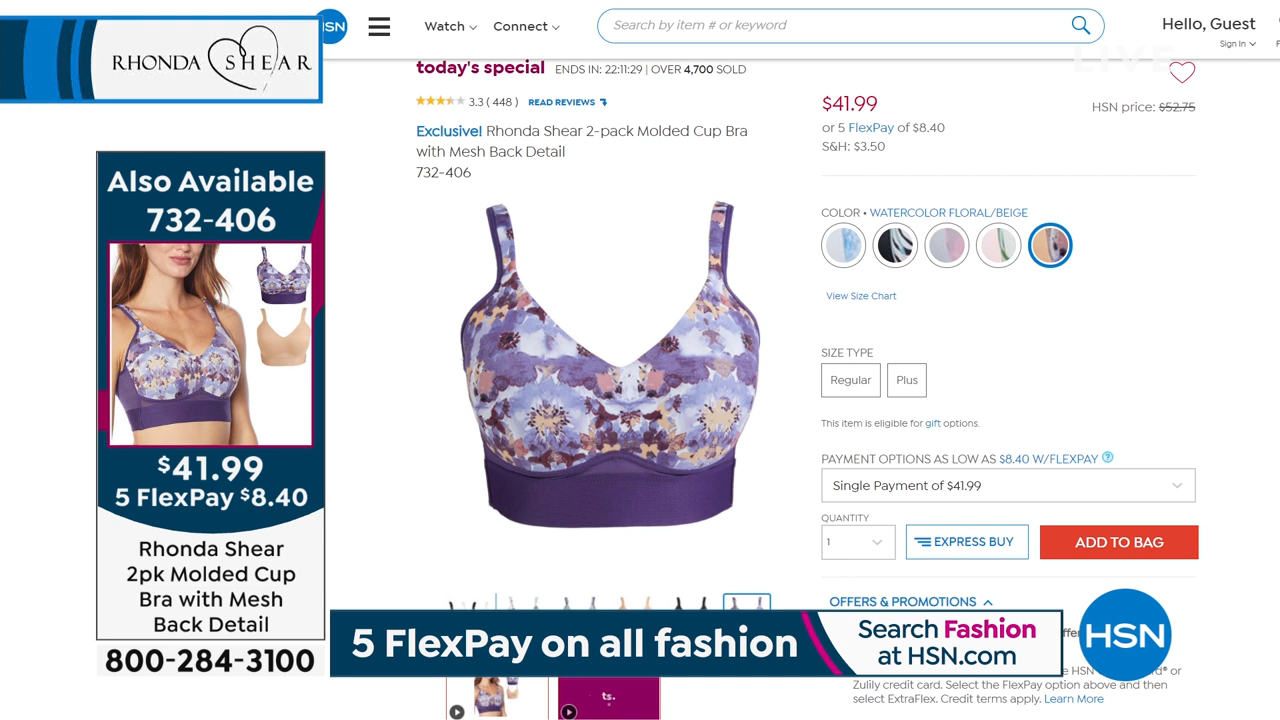 RHONDA SHEAR
HSN
Watch
Connect
Search by item # or keyword
Hello, Guest
Sign In
LIVE
today's special ENDS IN: 22:11:29 | OVER 4,700 SOLD
3.3 ( 448 ) READ REVIEWS
Exclusive! Rhonda Shear 2-pack Molded Cup Bra
with Mesh Back Detail
732-406
$41.99
HSN price: $52.75
or 5 FlexPay of $8.40
S&H: $3.50
COLOR • WATERCOLOR FLORAL/BEIGE
View Size Chart
SIZE TYPE
Regular
Plus
This item is eligible for gift options.
PAYMENT OPTIONS AS LOW AS $8.40 W/FLEXPAY ?
Single Payment of $41.99
QUANTITY
1
EXPRESS BUY
ADD TO BAG
OFFERS & PROMOTIONS
Zulily credit card. Select the FlexPay option above and then
select ExtraFlex. Credit terms apply. Learn More
Also Available
732-406
$41.99
5 FlexPay $8.40
Rhonda Shear
2pk Molded Cup
Bra with Mesh
Back Detail
800-284-3100
5 FlexPay on all fashion
Search Fashion
at HSN.com
HSN
ts.